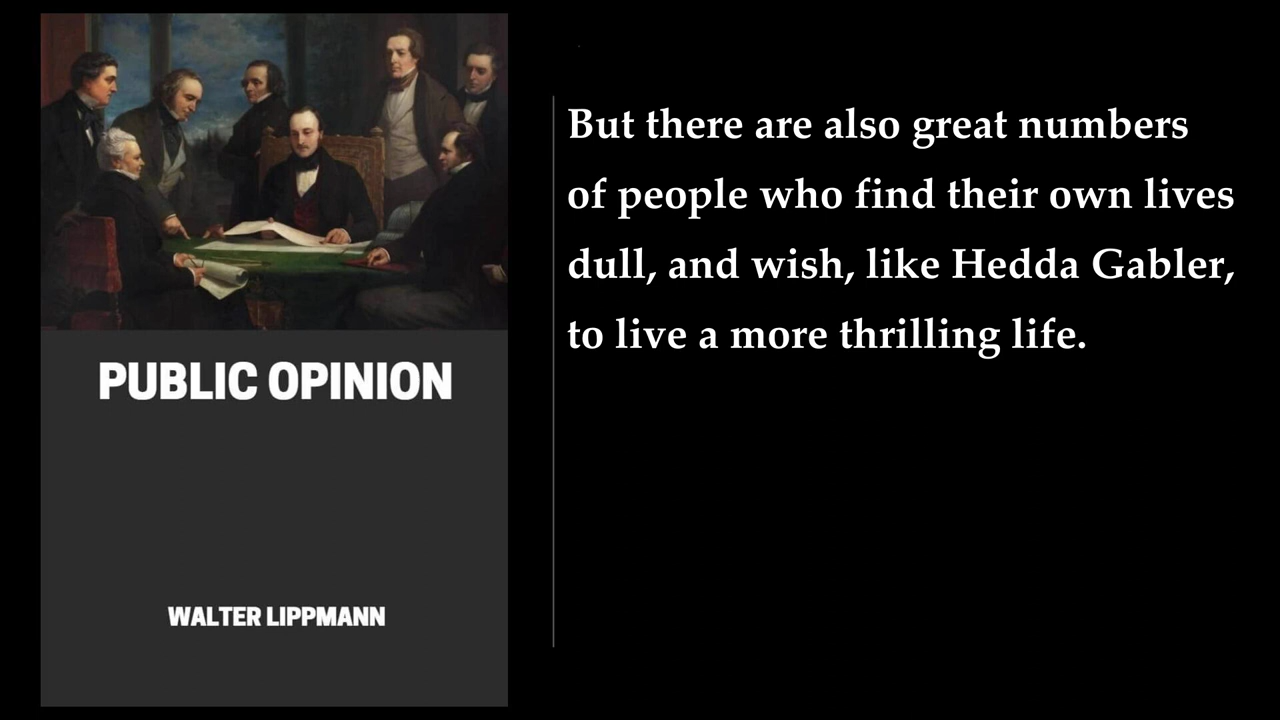 PUBLIC OPINION
WALTER LIPPMANN
But there are also great numbers
of people who find their own lives
dull, and wish, like Hedda Gabler,
to live a more thrilling life.